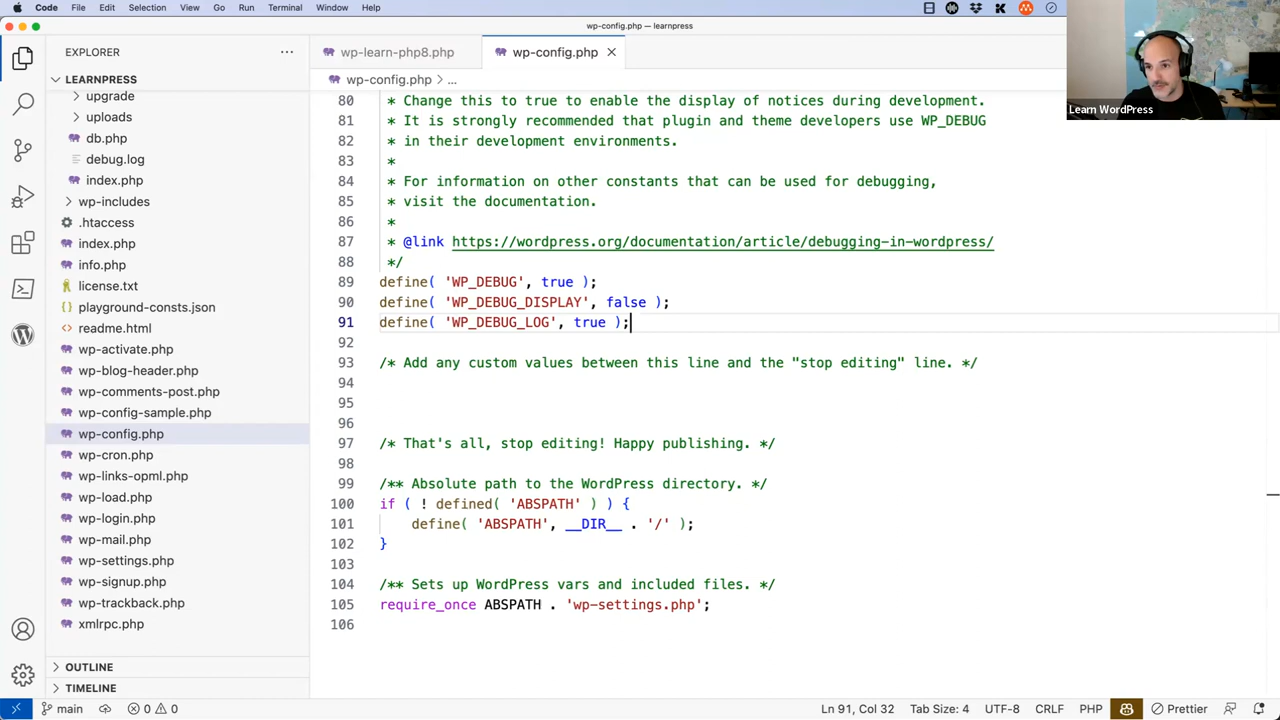 Code File Edit Selection View Go Run Terminal Window Help
wp-config.php — learnpress
EXPLORER
LEARNPRESS
upgrade
uploads
db.php
debug.log
index.php
wp-includes
.htaccess
index.php
info.php
license.txt
playground-consts.json
readme.html
wp-activate.php
wp-blog-header.php
wp-comments-post.php
wp-config-sample.php
wp-config.php
wp-cron.php
wp-links-opml.php
wp-load.php
wp-login.php
wp-mail.php
wp-settings.php
wp-signup.php
wp-trackback.php
xmlrpc.php
OUTLINE
TIMELINE
wp-learn-php8.php wp-config.php
wp-config.php > ...
80 * Change this to true to enable the display of notices during development.
81 * It is strongly recommended that plugin and theme developers use WP_DEBUG
82 * in their development environments.
83 *
84 * For information on other constants that can be used for debugging,
85 * visit the documentation.
86 *
87 * @link https://wordpress.org/documentation/article/debugging-in-wordpress/
88 */
89 define( 'WP_DEBUG', true );
90 define( 'WP_DEBUG_DISPLAY', false );
91 define( 'WP_DEBUG_LOG', true );
92
93 /* Add any custom values between this line and the "stop editing" line. */
94
95
96
97 /* That's all, stop editing! Happy publishing. */
98
99 /** Absolute path to the WordPress directory. */
100 if ( ! defined( 'ABSPATH' ) ) {
101 define( 'ABSPATH', __DIR__ . '/' );
102 }
103
104 /** Sets up WordPress vars and included files. */
105 require_once ABSPATH . 'wp-settings.php';
106
Learn WordPress
main 0 0 Ln 91, Col 32 Tab Size: 4 UTF-8 CRLF PHP Prettier